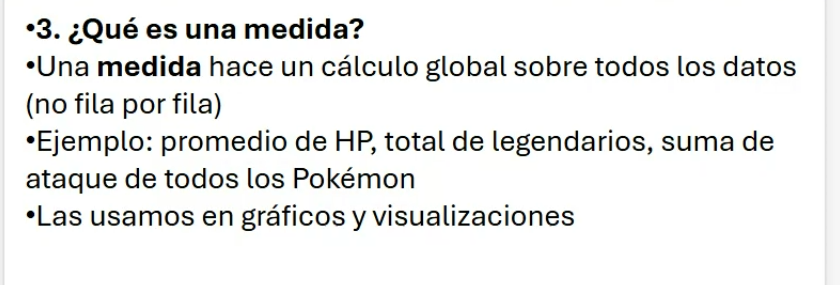 •3. ¿Qué es una medida?
•Una medida hace un cálculo global sobre todos los datos
(no fila por fila)
•Ejemplo: promedio de HP, total de legendarios, suma de
ataque de todos los Pokémon
•Las usamos en gráficos y visualizaciones